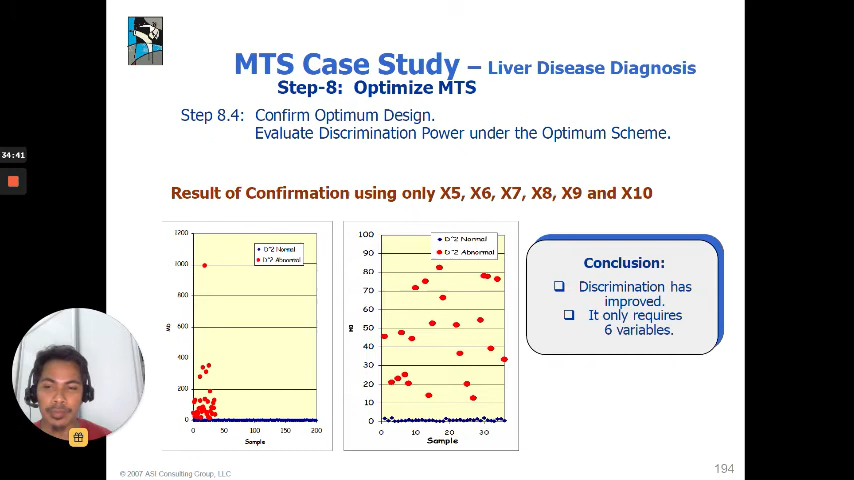 MTS Case Study – Liver Disease Diagnosis
Step-8: Optimize MTS
Step 8.4: Confirm Optimum Design.
Evaluate Discrimination Power under the Optimum Scheme.
34:41
Result of Confirmation using only X5, X6, X7, X8, X9 and X10
1200
1000
800
600
400
200
0
MD
D^2 Normal
D^2 Abnormal
0 50 100 150 200
Sample
100
90
80
70
60
50
40
30
20
10
0
MD
D^2 Normal
D^2 Abnormal
0 10 20 30
Sample
Conclusion:
❑ Discrimination has
improved.
❑ It only requires
6 variables.
© 2007 ASI Consulting Group, LLC
194